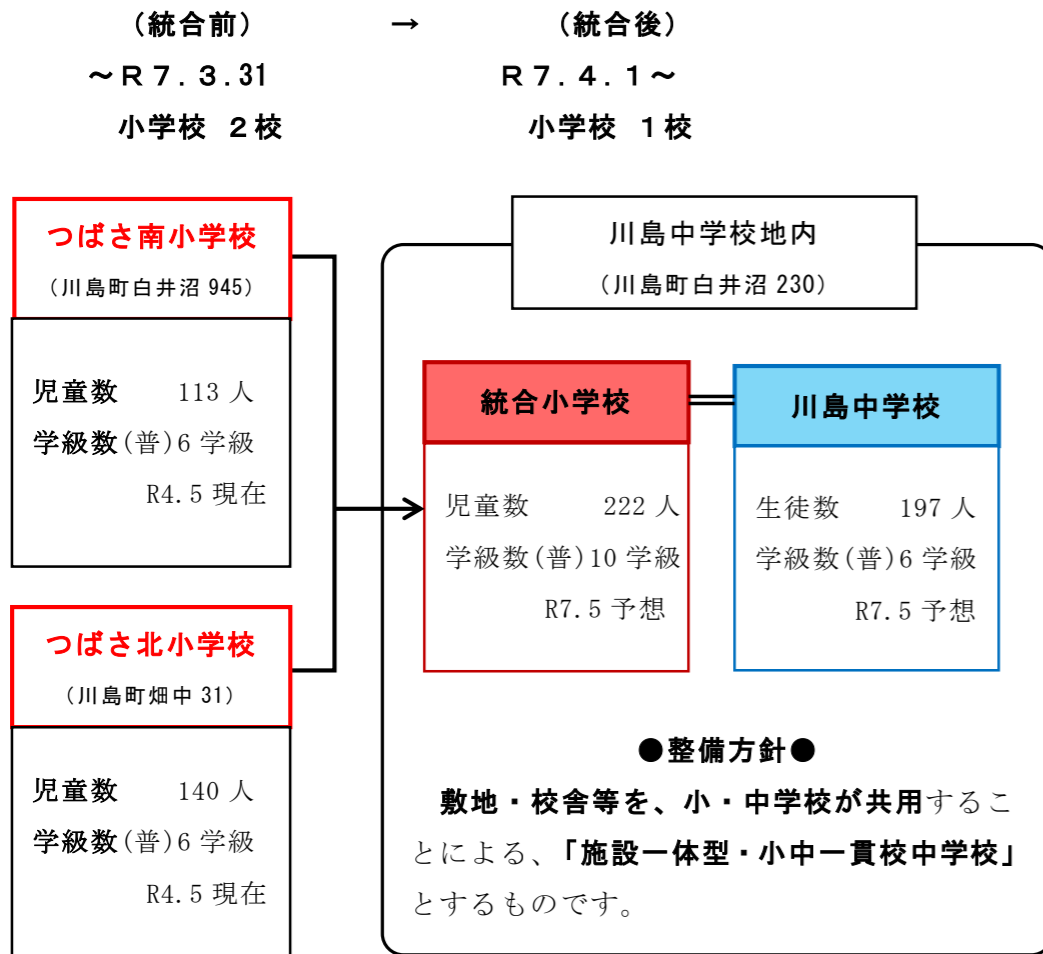 (統合前) → (統合後)
～R7.3.31 R7.4.1～
小学校 2校 小学校 1校
つばさ南小学校
(川島町白井沼 945)
児童数 113 人
学級数(普)6 学級
R4.5 現在
つばさ北小学校
(川島町畑中 31)
児童数 140 人
学級数(普)6 学級
R4.5 現在
川島中学校地内
(川島町白井沼 230)
統合小学校
児童数 222 人
学級数(普)10 学級
R7.5 予想
川島中学校
生徒数 197 人
学級数(普)6 学級
R7.5 予想
●整備方針●
敷地・校舎等を、小・中学校が共用するこ
とによる、「施設一体型・小中一貫校中学校」
とするものです。